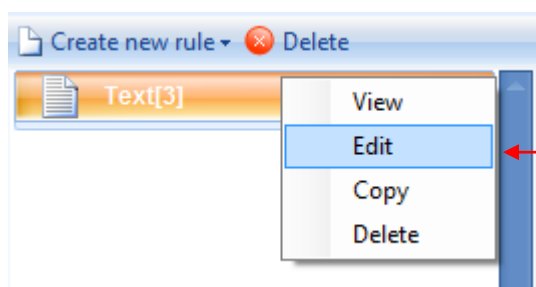 Create new rule Delete
Text[3]
View
Edit
Copy
Delete